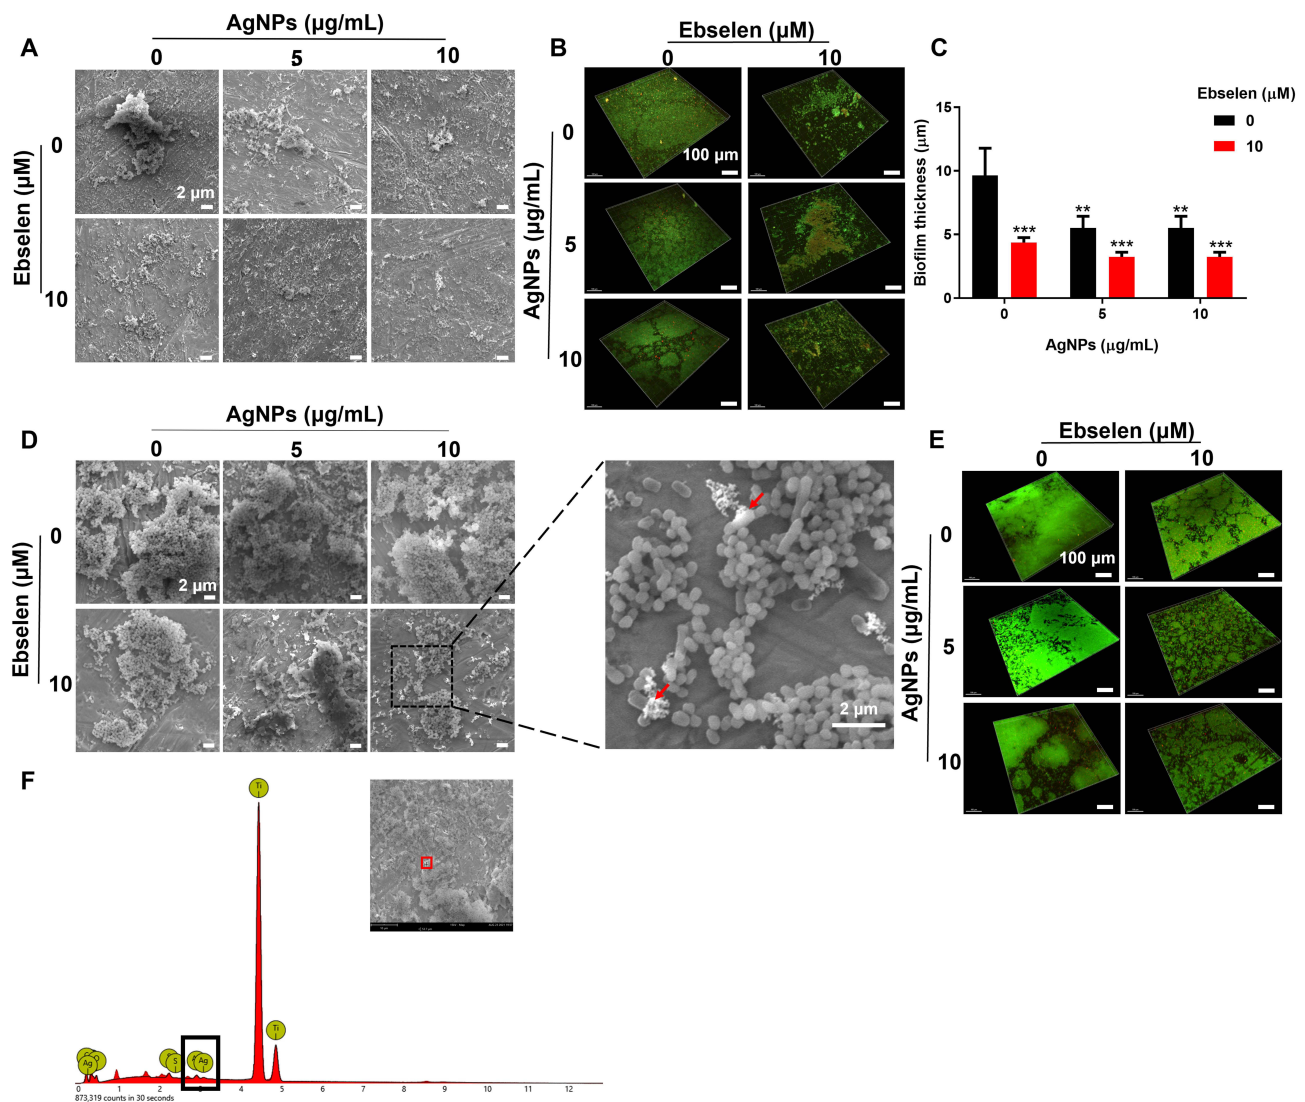 A
AgNPs (µg/mL)
0 5 10
Ebselen (µM)
0
10
2 µm
B
Ebselen (µM)
0 10
AgNPs (µg/mL)
0
5
10
100 µm
C
Ebselen (µM)
0
10
Biofilm thickness (µm)
15
10
5
0
***
**
***
**
***
0 5 10
AgNPs (µg/mL)
D
AgNPs (µg/mL)
0 5 10
Ebselen (µM)
0
10
2 µm
2 µm
E
Ebselen (µM)
0 10
AgNPs (µg/mL)
0
5
10
100 µm
F
Ti
Ti
Ag
S
Ag
0 1 2 3 4 5 6 7 8 9 10 11 12
873,319 counts in 30 seconds